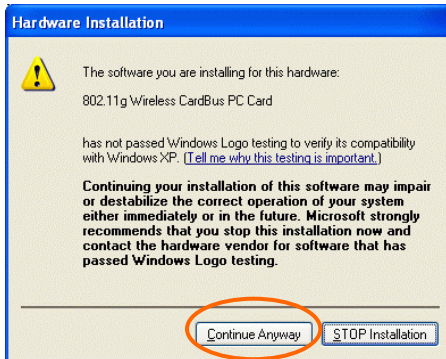 Hardware Installation
The software you are installing for this hardware:
802.11g Wireless CardBus PC Card
has not passed Windows Logo testing to verify its compatibility
with Windows XP. (Tell me why this testing is important.)
Continuing your installation of this software may impair
or destabilize the correct operation of your system
either immediately or in the future. Microsoft strongly
recommends that you stop this installation now and
contact the hardware vendor for software that has
passed Windows Logo testing.
Continue Anyway STOP Installation